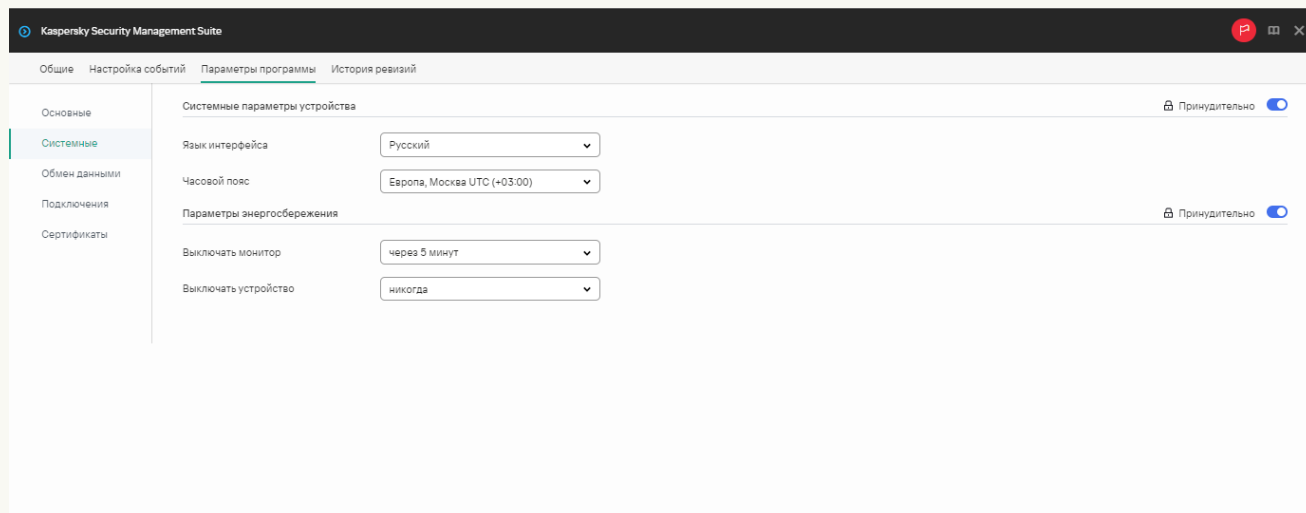 Kaspersky Security Management Suite
Общие Настройка событий Параметры программы История ревизий
Основные
Системные
Обмен данными
Подключения
Сертификаты
Системные параметры устройства Принудительно
Язык интерфейса Русский
Часовой пояс Европа, Москва UTC (+03:00)
Параметры энергосбережения Принудительно
Выключать монитор через 5 минут
Выключать устройство никогда